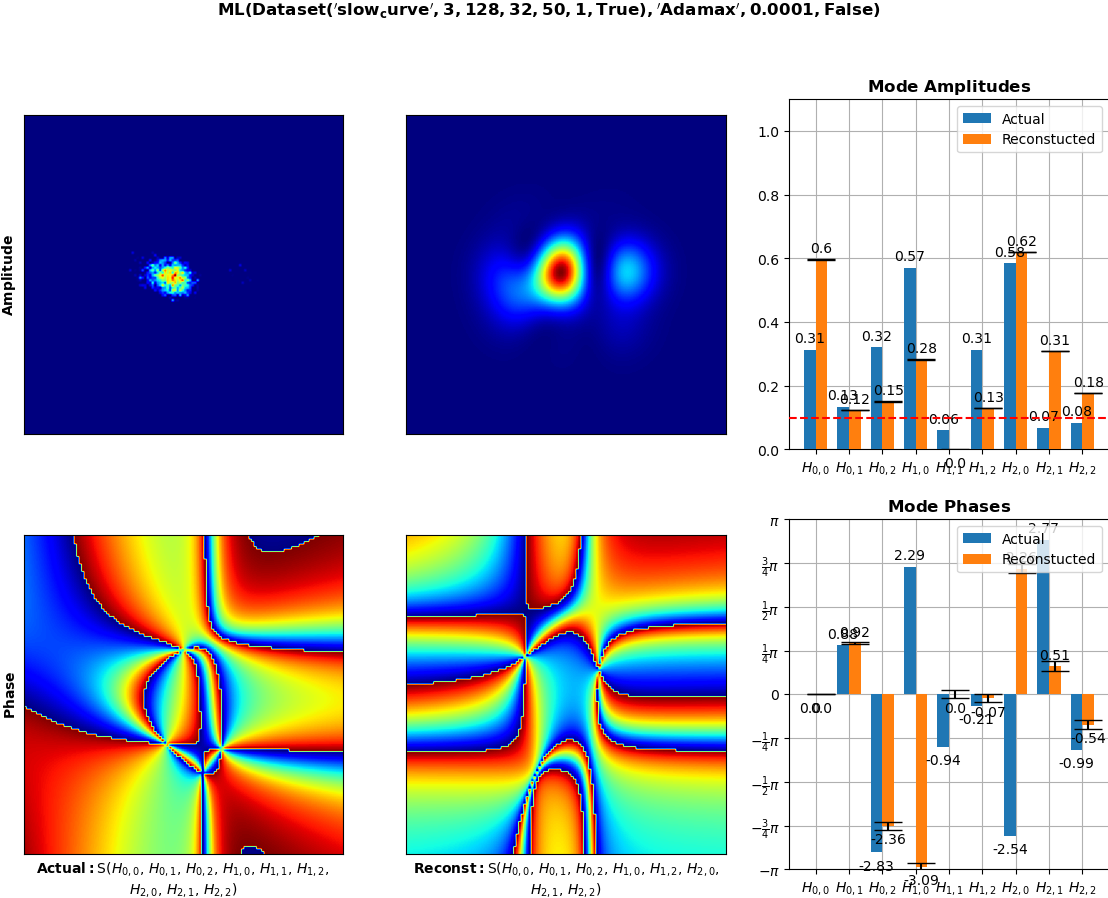 ML(Dataset('slow_curve', 3, 128, 32, 50, 1, True), 'Adamax', 0.0001, False)
Amplitude
Mode Amplitudes
Actual
Reconstucted
1.0
0.8
0.6
0.4
0.2
0.0
0.31
0.6
0.13
0.12
0.32
0.15
0.57
0.28
0.06
0.0
0.31
0.13
0.58
0.62
0.07
0.31
0.08
0.18
H0,0 H0,1 H0,2 H1,0 H1,1 H1,2 H2,0 H2,1 H2,2
Phase
Mode Phases
Actual
Reconstucted
π
3/4π
1/2π
1/4π
0
−1/4π
−1/2π
−3/4π
−π
0.0
0.0
0.88
0.92
-2.83
-2.36
2.29
-3.09
-0.94
0.0
-0.21
-0.07
-2.54
2.77
0.51
-0.99
-0.54
H0,0 H0,1 H0,2 H1,0 H1,1 H1,2 H2,0 H2,1 H2,2
Actual: S(H0,0, H0,1, H0,2, H1,0, H1,1, H1,2,
H2,0, H2,1, H2,2)
Reconst: S(H0,0, H0,1, H0,2, H1,0, H1,2, H2,0,
H2,1, H2,2)